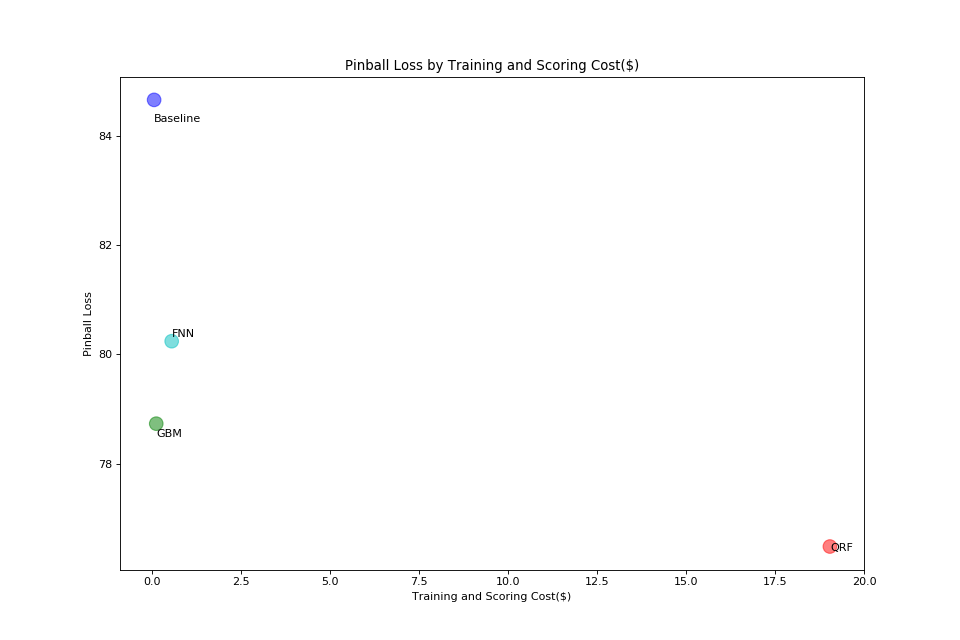 Pinball Loss by Training and Scoring Cost($)
Baseline
84
82
FNN
80
Pinball Loss
GBM
78
QRF
0.0 2.5 5.0 7.5 10.0 12.5 15.0 17.5 20.0
Training and Scoring Cost($)